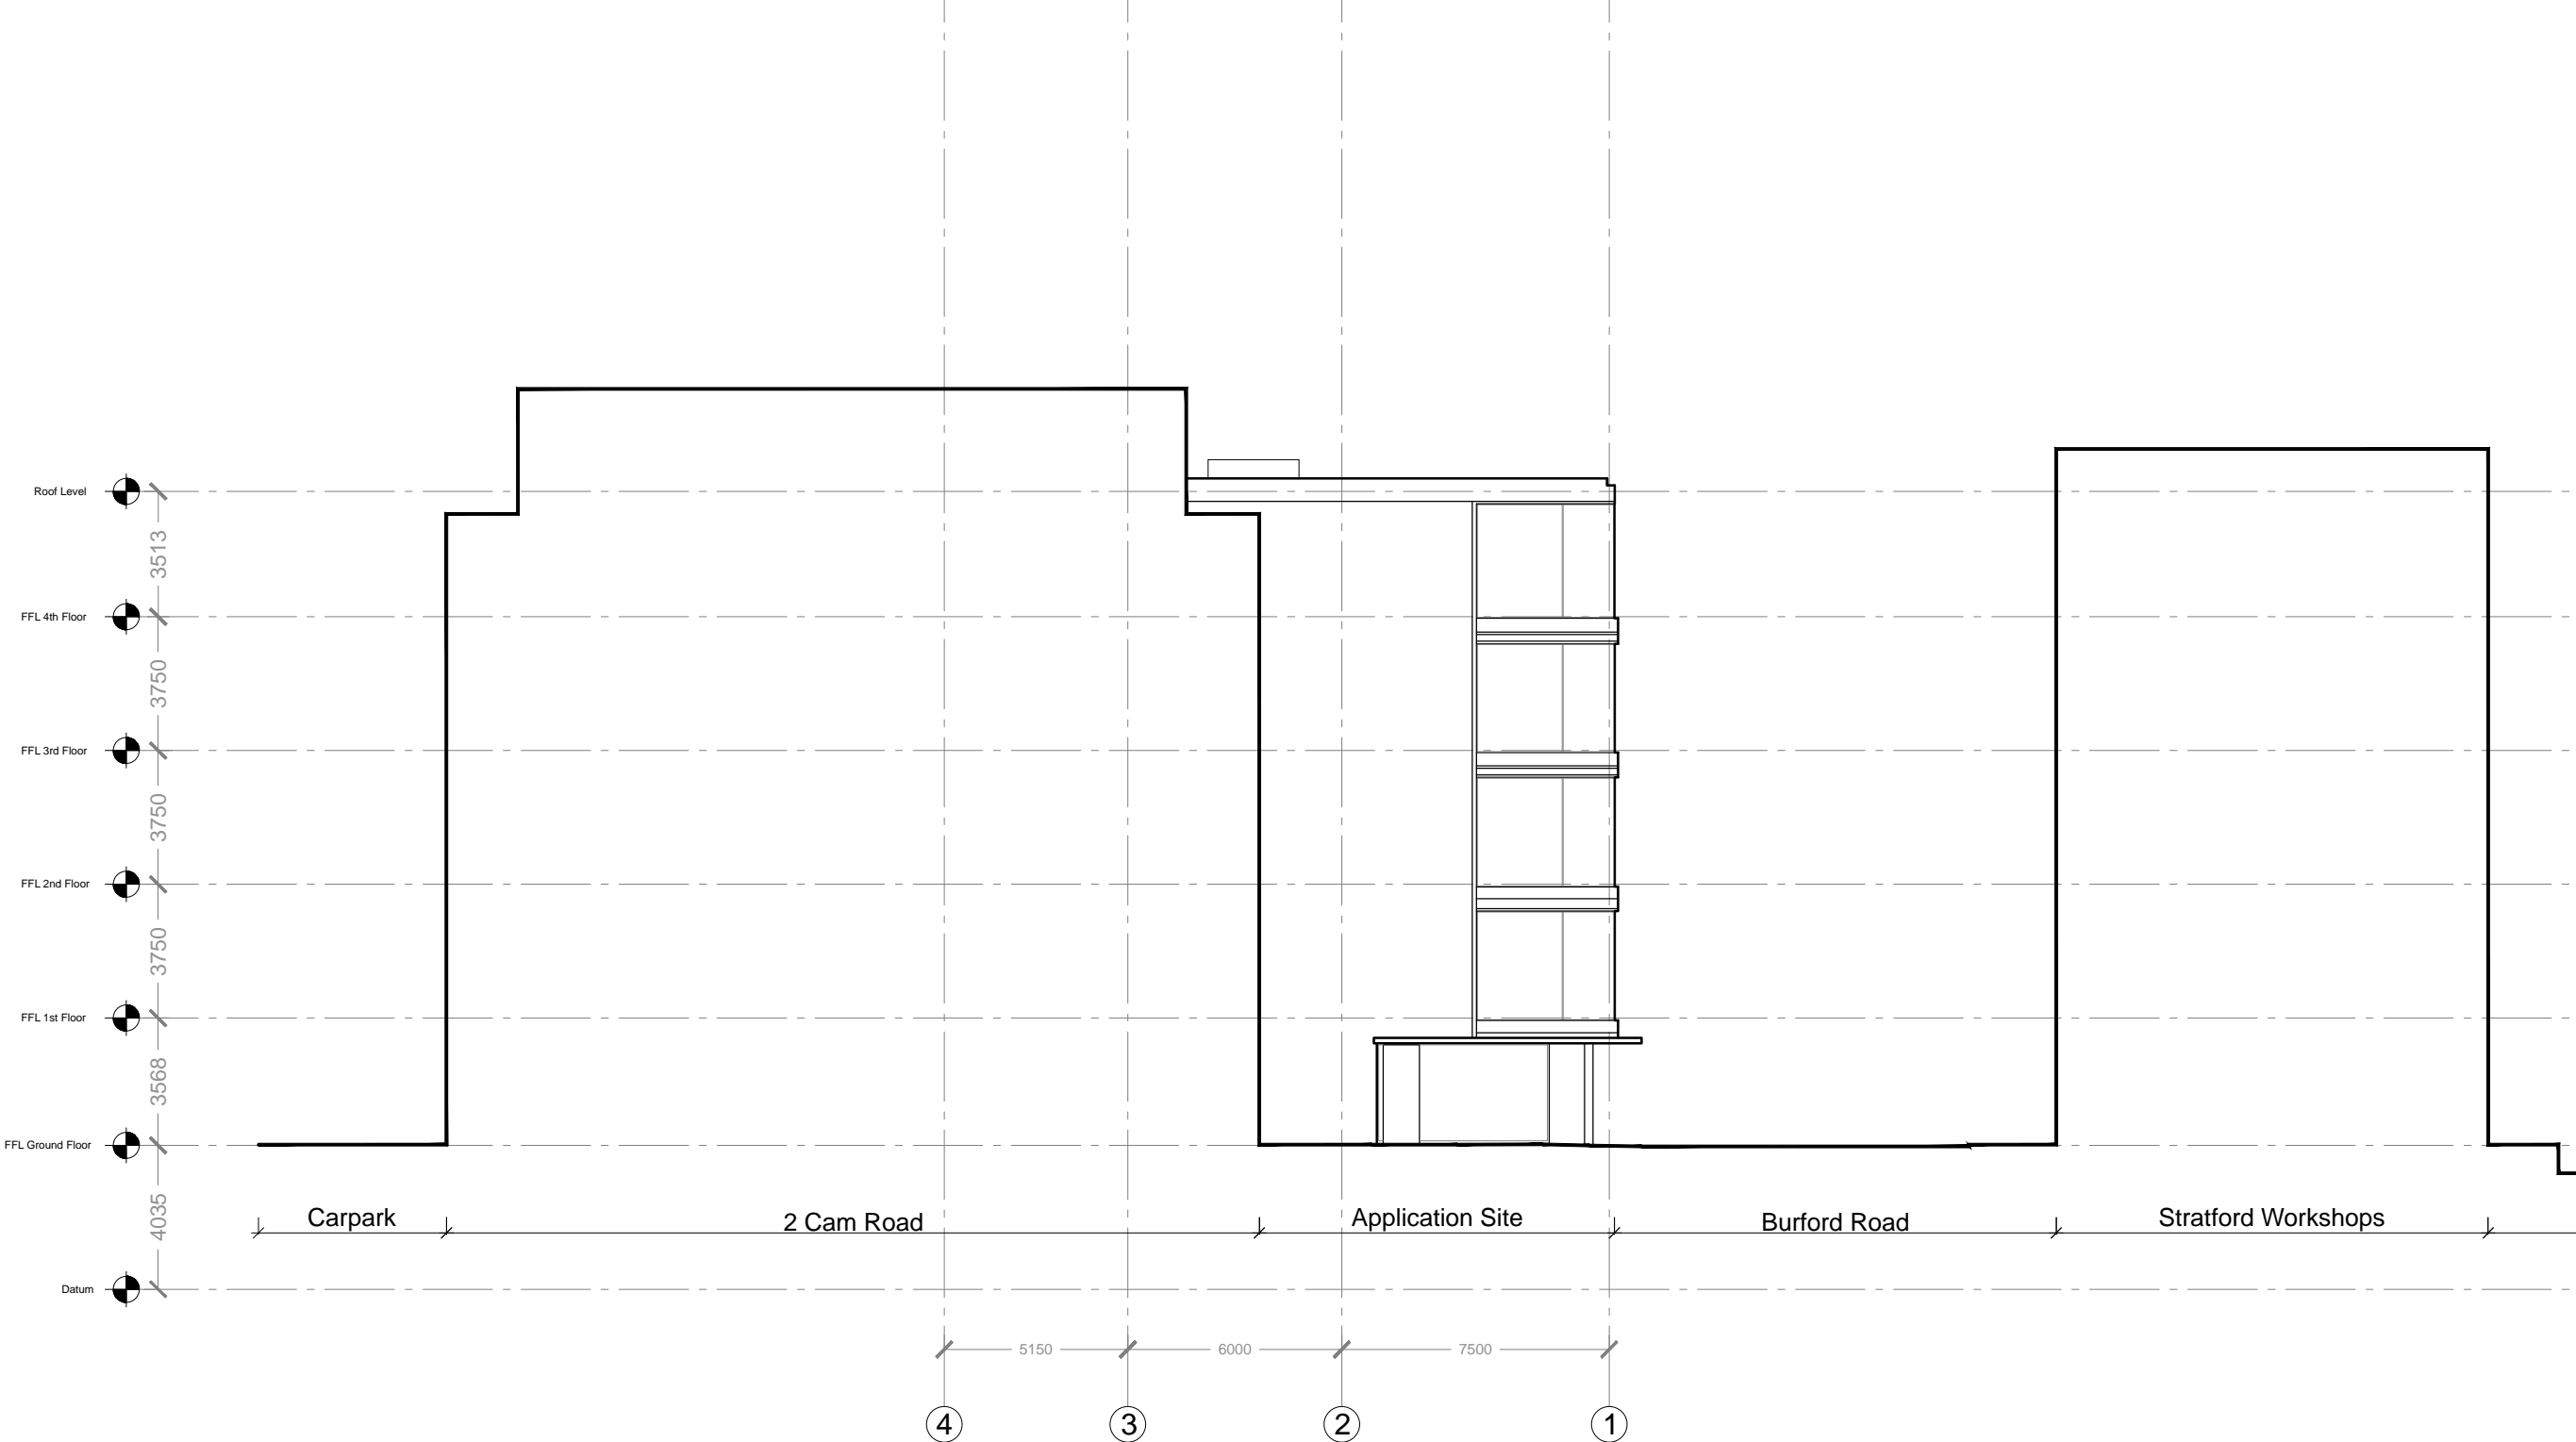 Roof Level
3513
FFL 4th Floor
3750
FFL 3rd Floor
3750
FFL 2nd Floor
3750
FFL 1st Floor
3568
FFL Ground Floor
4035
Carpark
2 Cam Road
Application Site
Burford Road
Stratford Workshops
Datum
5150
6000
7500
4
3
2
1